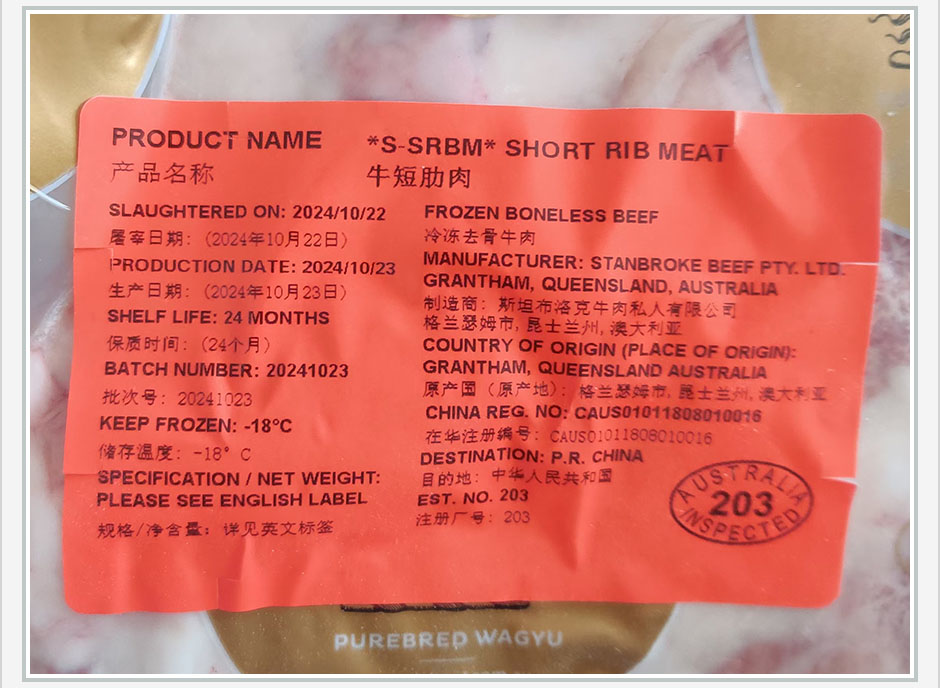 PRODUCT NAME *S-SRBM* SHORT RIB MEAT
产品名称 牛短肋肉
SLAUGHTERED ON: 2024/10/22
屠宰日期：（2024年10月22日）
PRODUCTION DATE: 2024/10/23
生产日期：（2024年10月23日）
SHELF LIFE: 24 MONTHS
保质时间：（24个月）
BATCH NUMBER: 20241023
批次号：20241023
KEEP FROZEN: -18°C
储存温度：-18° C
SPECIFICATION / NET WEIGHT:
PLEASE SEE ENGLISH LABEL
规格/净含量：详见英文标签
FROZEN BONELESS BEEF
冷冻去骨牛肉
MANUFACTURER: STANBROKE BEEF PTY. LTD.
GRANTHAM, QUEENSLAND, AUSTRALIA
制造商：斯坦布洛克牛肉私人有限公司
格兰瑟姆市, 昆士兰州, 澳大利亚
COUNTRY OF ORIGIN (PLACE OF ORIGIN):
GRANTHAM, QUEENSLAND AUSTRALIA
原产国（原产地）：格兰瑟姆市, 昆士兰州, 澳大利亚
CHINA REG. NO: CAUS01011808010016
在华注册编号：CAUS01011808010016
DESTINATION: P.R. CHINA
目的地：中华人民共和国
EST. NO. 203
注册厂号：203
AUSTRALIA
203
INSPECTED
PUREBRED WAGYU